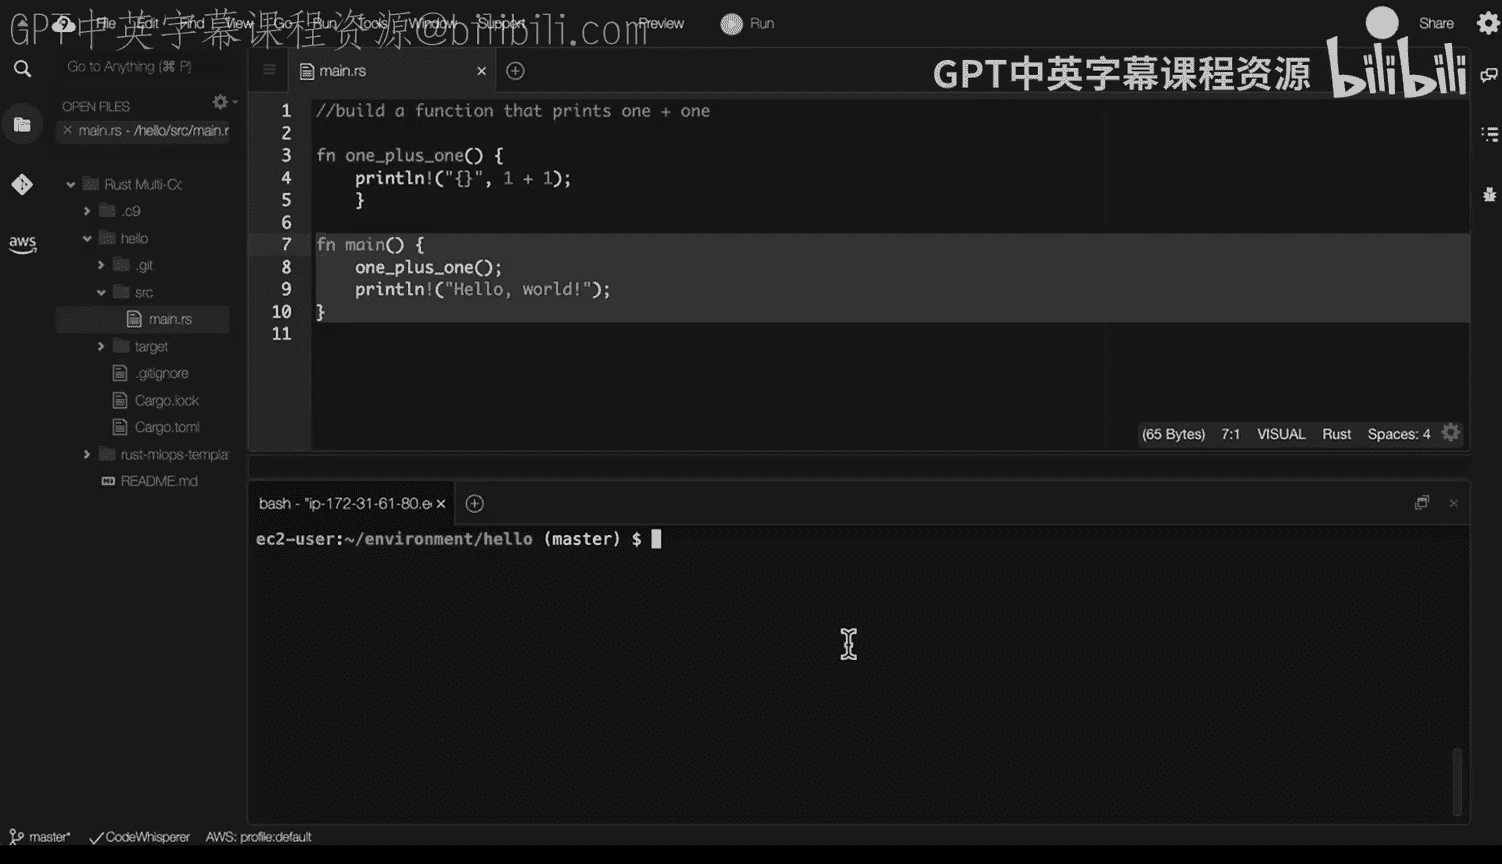 File Edit Find View Go Run Tools Window Support Preview Run Share
GPT中英字幕课程资源@bilibili.com
GPT中英字幕课程资源 bilibili
Go to Anything (⌘ P)
main.rs
OPEN FILES
main.rs - /hello/src/main.r
Rust Multi-Co
.c9
hello
.git
src
main.rs
target
.gitignore
Cargo.lock
Cargo.toml
rust-mlops-templa
README.md
aws
1 //build a function that prints one + one
2
3 fn one_plus_one() {
4 println!("{}", 1 + 1);
5 }
6
7 fn main() {
8 one_plus_one();
9 println!("Hello, world!");
10 }
11
(65 Bytes) 7:1 VISUAL Rust Spaces: 4
bash - "ip-172-31-61-80.e
ec2-user:~/environment/hello (master) $
master* CodeWhisperer AWS: profile:default